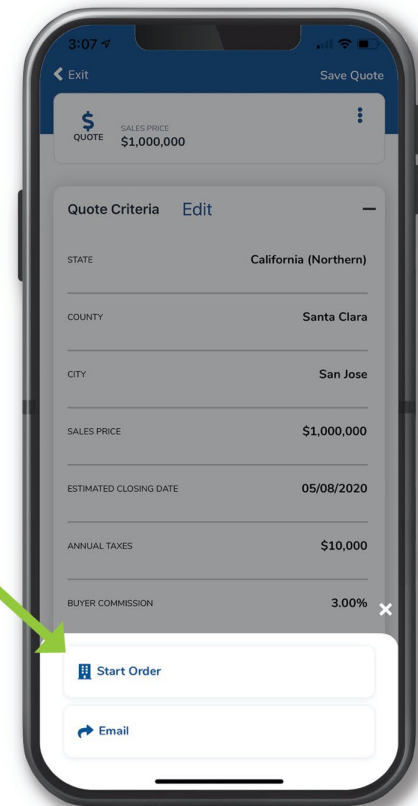 3:07
Exit Save Quote
$ SALES PRICE
QUOTE $1,000,000
Quote Criteria Edit
STATE California (Northern)
COUNTY Santa Clara
CITY San Jose
SALES PRICE $1,000,000
ESTIMATED CLOSING DATE 05/08/2020
ANNUAL TAXES $10,000
BUYER COMMISSION 3.00%
Start Order
Email